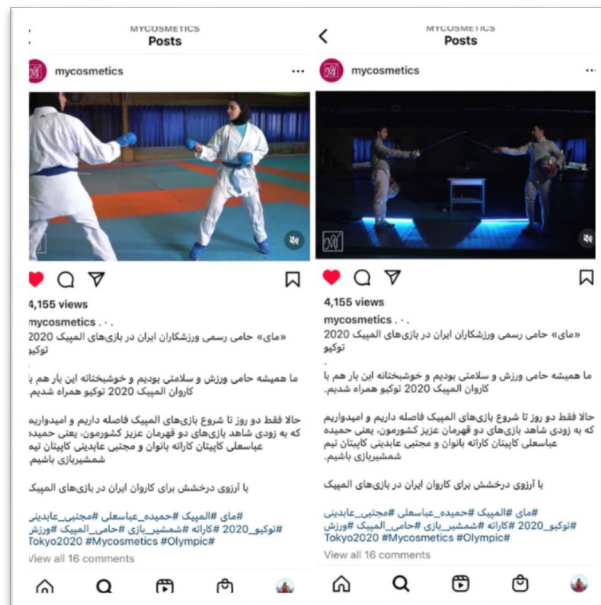 MYCOSMETICS
Posts
mycosmetics
4,155 views
mycosmetics . ・.
«مای» حامی رسمی ورزشکاران ایران در بازی‌های المپیک 2020
توکیو
.
ما همیشه حامی ورزش و سلامتی بودیم و خوشبختانه این بار هم با
کاروان المپیک 2020 توکیو همراه شدیم.
حالا فقط دو روز تا شروع بازی‌های المپیک فاصله داریم و امیدواریم
که به زودی شاهد بازی‌های دو قهرمان عزیز کشورمون، یعنی حمیده
عباسعلی کاپیتان کاراته بانوان و مجتبی عابدینی کاپیتان تیم
شمشیربازی باشیم.
با آرزوی درخشش برای کاروان ایران در بازی‌های المپیک
#مای #المپیک #حمیده_عباسعلی #مجتبی_عابدینی
#توکیو_2020 #کاراته #شمشیر_بازی #حامی_المپیک #ورزش
Tokyo2020 #Mycosmetics #Olympic#
View all 16 comments
MYCOSMETICS
Posts
mycosmetics
4,155 views
mycosmetics . ・.
«مای» حامی رسمی ورزشکاران ایران در بازی‌های المپیک 2020
توکیو
.
ما همیشه حامی ورزش و سلامتی بودیم و خوشبختانه این بار هم با
کاروان المپیک 2020 توکیو همراه شدیم.
حالا فقط دو روز تا شروع بازی‌های المپیک فاصله داریم و امیدواریم
که به زودی شاهد بازی‌های دو قهرمان عزیز کشورمون، یعنی حمیده
عباسعلی کاپیتان کاراته بانوان و مجتبی عابدینی کاپیتان تیم
شمشیربازی باشیم.
با آرزوی درخشش برای کاروان ایران در بازی‌های المپیک
#مای #المپیک #حمیده_عباسعلی #مجتبی_عابدینی
#توکیو_2020 #کاراته #شمشیر_بازی #حامی_المپیک #ورزش
Tokyo2020 #Mycosmetics #Olympic#
View all 16 comments